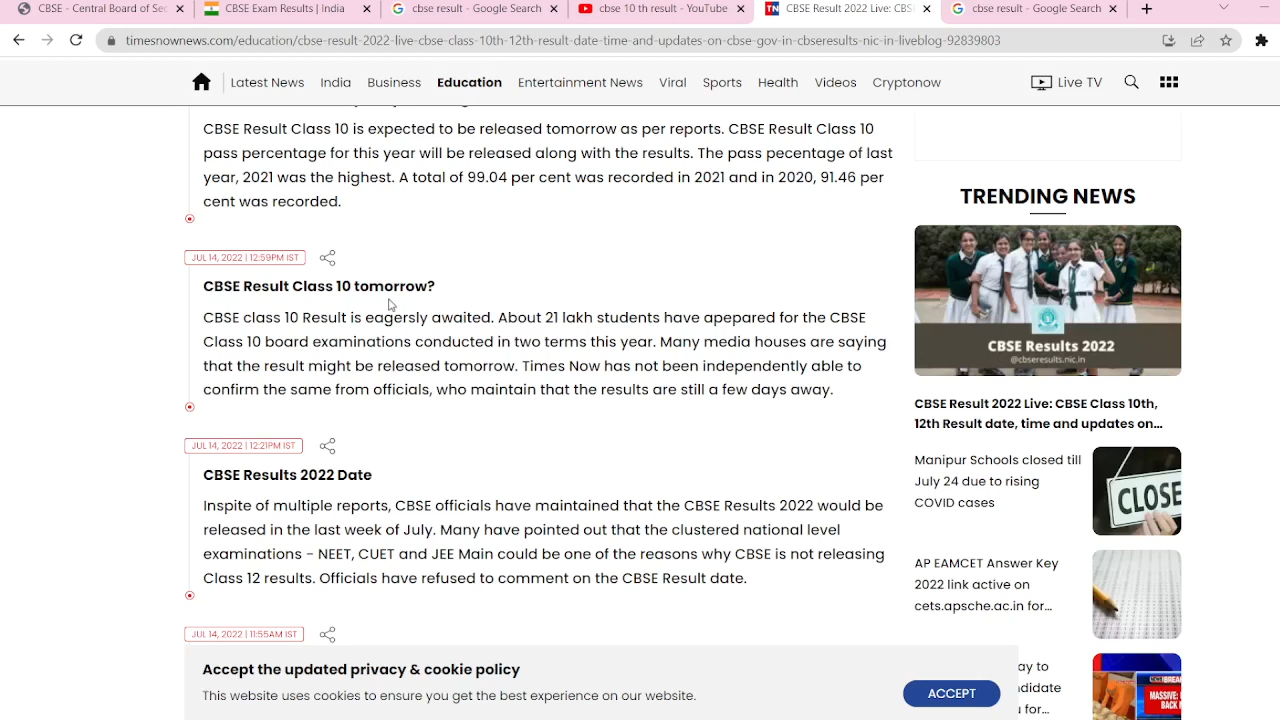 CBSE - Central Board of Sec
CBSE Exam Results | India
cbse result - Google Search
cbse 10 th result - YouTube
TN CBSE Result 2022 Live: CBS
cbse result - Google Search
timesnownews.com/education/cbse-result-2022-live-cbse-class-10th-12th-result-date-time-and-updates-on-cbse-gov-in-cbseresults-nic-in-liveblog-92839803
Latest News India Business Education Entertainment News Viral Sports Health Videos Cryptonow Live TV
CBSE Result Class 10 is expected to be released tomorrow as per reports. CBSE Result Class 10
pass percentage for this year will be released along with the results. The pass pecentage of last
year, 2021 was the highest. A total of 99.04 per cent was recorded in 2021 and in 2020, 91.46 per
cent was recorded.
JUL 14, 2022 | 12:59PM IST
CBSE Result Class 10 tomorrow?
CBSE class 10 Result is eagersly awaited. About 21 lakh students have apepared for the CBSE
Class 10 board examinations conducted in two terms this year. Many media houses are saying
that the result might be released tomorrow. Times Now has not been independently able to
confirm the same from officials, who maintain that the results are still a few days away.
JUL 14, 2022 | 12:21PM IST
CBSE Results 2022 Date
Inspite of multiple reports, CBSE officials have maintained that the CBSE Results 2022 would be
released in the last week of July. Many have pointed out that the clustered national level
examinations - NEET, CUET and JEE Main could be one of the reasons why CBSE is not releasing
Class 12 results. Officials have refused to comment on the CBSE Result date.
JUL 14, 2022 | 11:55AM IST
TRENDING NEWS
CBSE Results 2022
@cbseresults.nic.in
CBSE Result 2022 Live: CBSE Class 10th,
12th Result date, time and updates on...
Manipur Schools closed till
July 24 due to rising
COVID cases
CLOSE
AP EAMCET Answer Key
2022 link active on
cets.apsche.ac.in for...
ay to
ndidate
u for...
MASSIVE:
BACK
Accept the updated privacy & cookie policy
This website uses cookies to ensure you get the best experience on our website.
ACCEPT